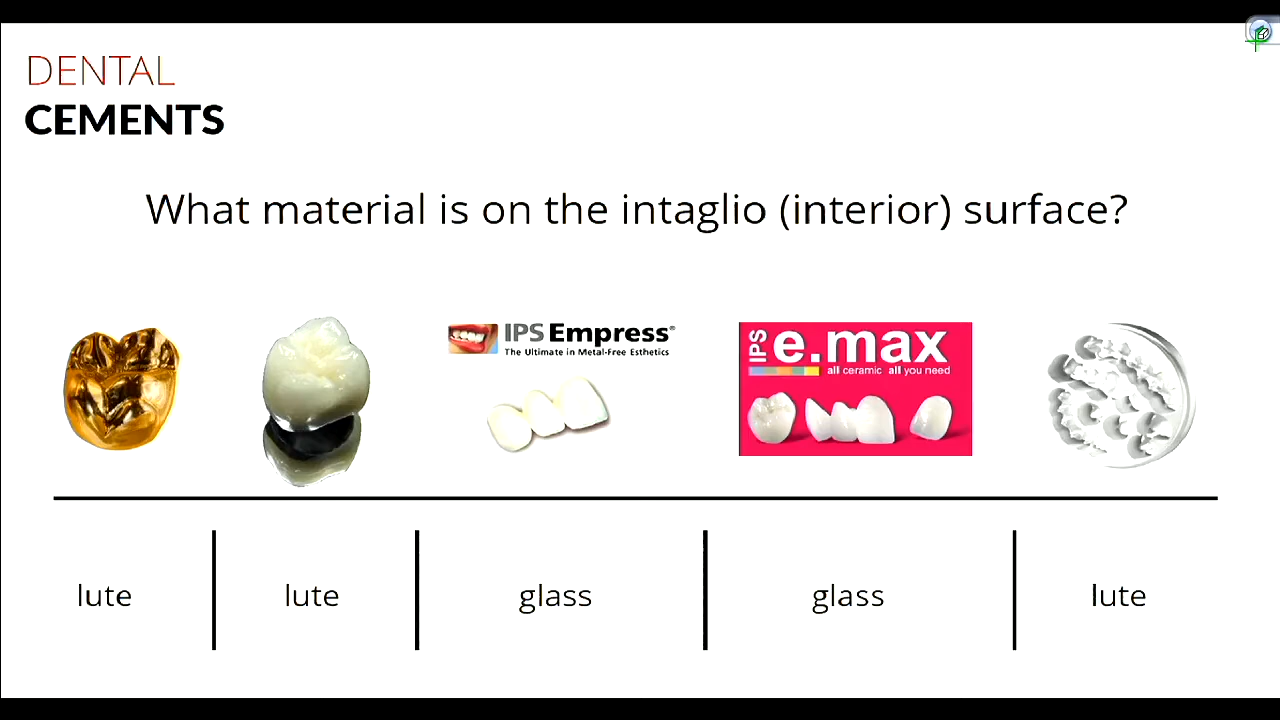 DENTAL
CEMENTS
What material is on the intaglio (interior) surface?
IPS Empress®
The Ultimate in Metal-Free Esthetics
IPS e.max
all ceramic all you need
lute
lute
glass
glass
lute